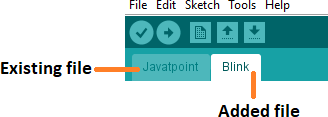 File Edit Sketch Tools Help
Existing file Javatpoint Blink
Added file